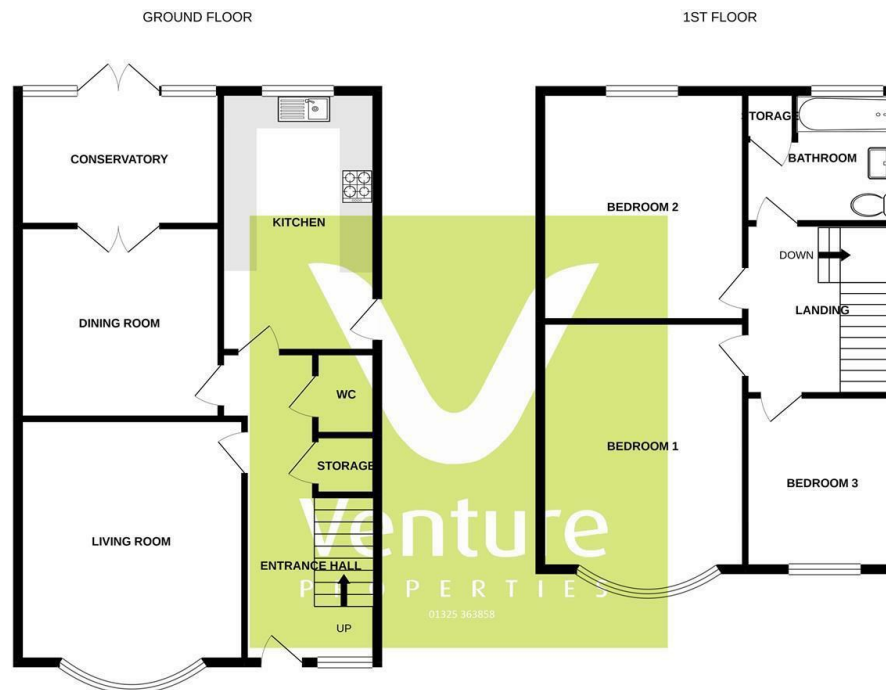 GROUND FLOOR
1ST FLOOR
CONSERVATORY
KITCHEN
DINING ROOM
WC
STORAGE
LIVING ROOM
ENTRANCE HALL
UP
STORAGE
BATHROOM
BEDROOM 2
DOWN
LANDING
BEDROOM 1
BEDROOM 3
Venture
PROPERTIES
01325 363858